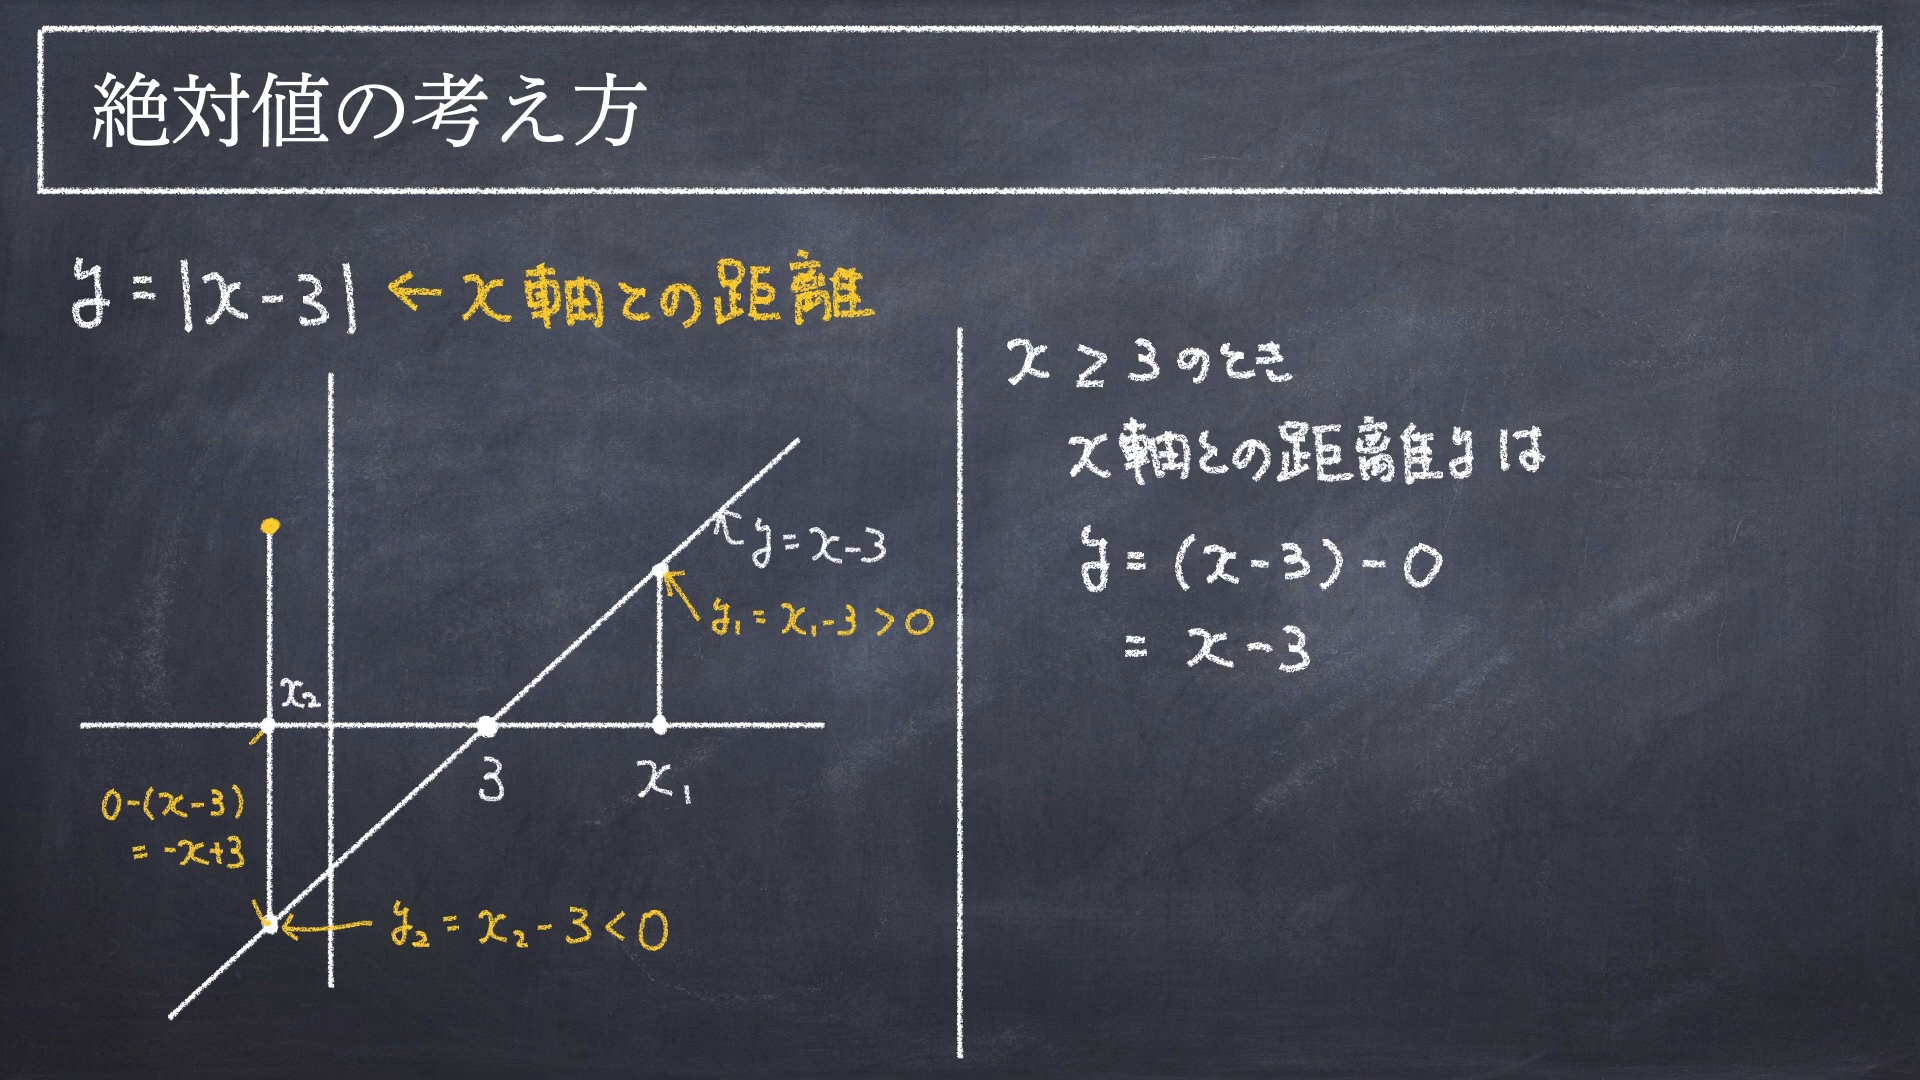 絶対値の考え方
y = |x-3| ← x軸との距離
y=x-3
y₁ = x₁-3 > 0
x₂
3
x₁
0-(x-3)
= -x+3
y₂ = x₂-3<0
x ≥ 3のとき
x軸との距離yは
y = (x-3) - 0
= x-3